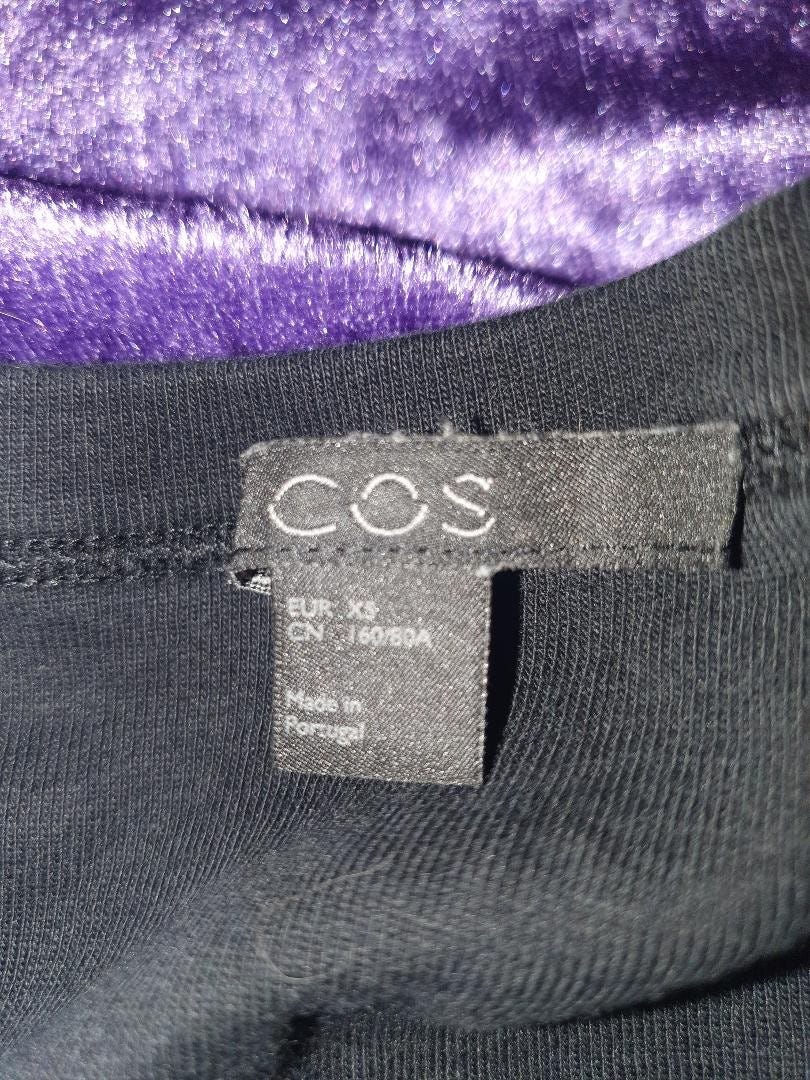 COS
EUR XS
CN 160/80A
Made in
Portugal